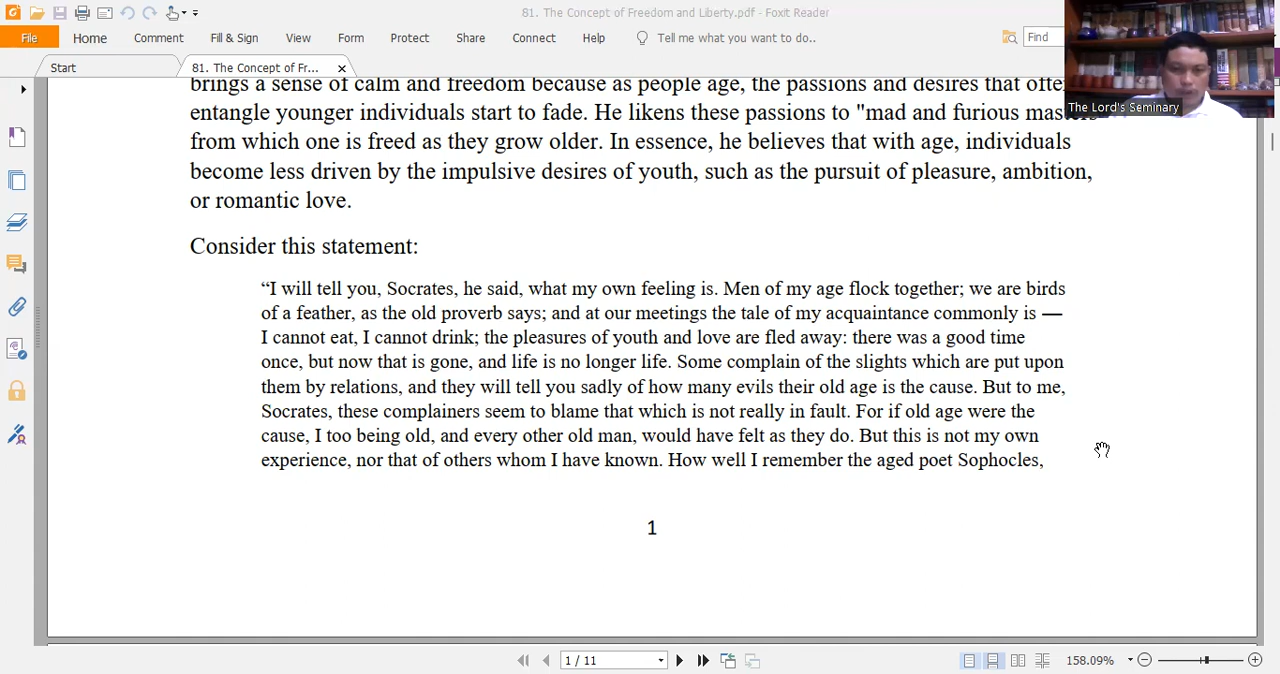 81. The Concept of Freedom and Liberty.pdf - Foxit Reader
File Home Comment Fill & Sign View Form Protect Share Connect Help Tell me what you want to do.. Find
Start 81. The Concept of Fr...
The Lord's Seminary
brings a sense of calm and freedom because as people age, the passions and desires that often
entangle younger individuals start to fade. He likens these passions to "mad and furious masters"
from which one is freed as they grow older. In essence, he believes that with age, individuals
become less driven by the impulsive desires of youth, such as the pursuit of pleasure, ambition,
or romantic love.
Consider this statement:
“I will tell you, Socrates, he said, what my own feeling is. Men of my age flock together; we are birds
of a feather, as the old proverb says; and at our meetings the tale of my acquaintance commonly is —
I cannot eat, I cannot drink; the pleasures of youth and love are fled away: there was a good time
once, but now that is gone, and life is no longer life. Some complain of the slights which are put upon
them by relations, and they will tell you sadly of how many evils their old age is the cause. But to me,
Socrates, these complainers seem to blame that which is not really in fault. For if old age were the
cause, I too being old, and every other old man, would have felt as they do. But this is not my own
experience, nor that of others whom I have known. How well I remember the aged poet Sophocles,
1
1 / 11 158.09%